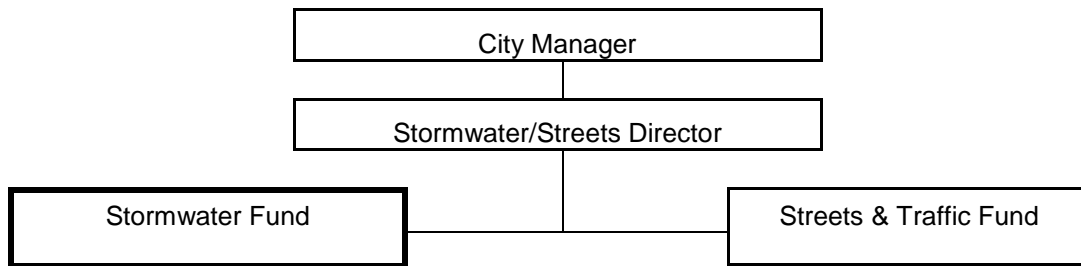 City Manager
Stormwater/Streets Director
Stormwater Fund
Streets & Traffic Fund